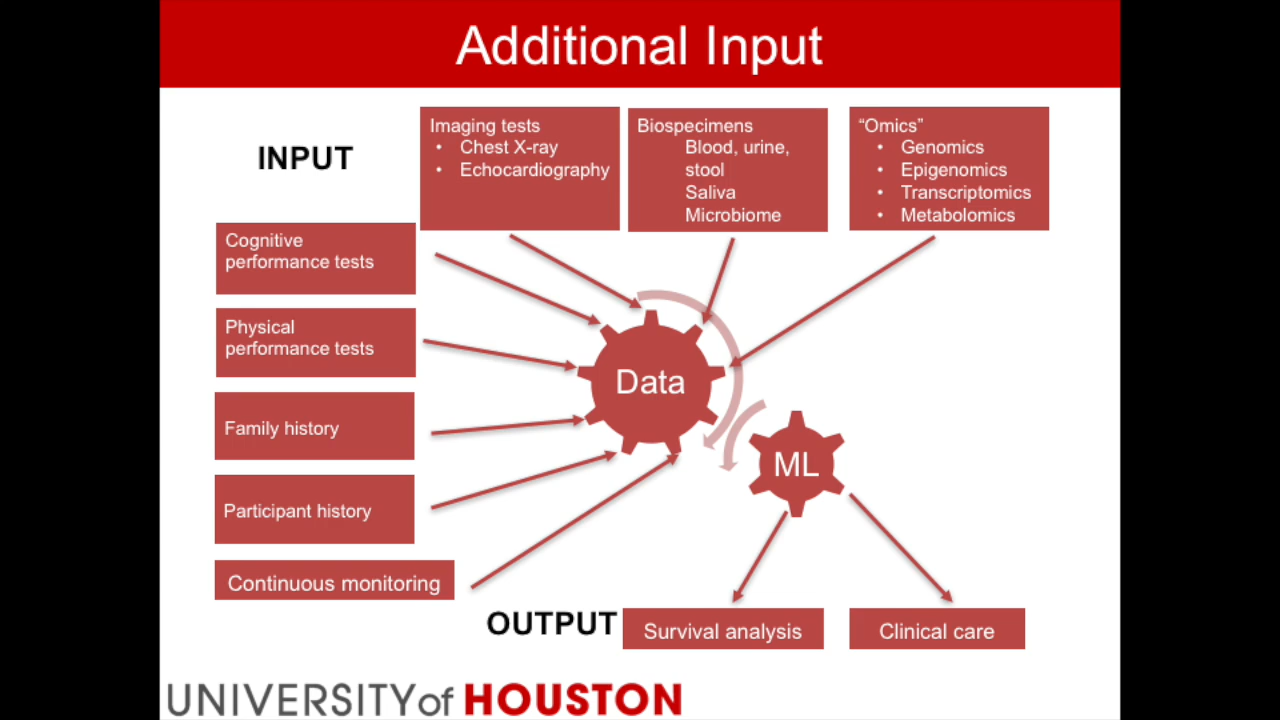 Additional Input
INPUT
Imaging tests
• Chest X-ray
• Echocardiography
Biospecimens
Blood, urine,
stool
Saliva
Microbiome
“Omics”
• Genomics
• Epigenomics
• Transcriptomics
• Metabolomics
Cognitive
performance tests
Physical
performance tests
Family history
Participant history
Continuous monitoring
Data
ML
OUTPUT
Survival analysis
Clinical care
UNIVERSITY of HOUSTON